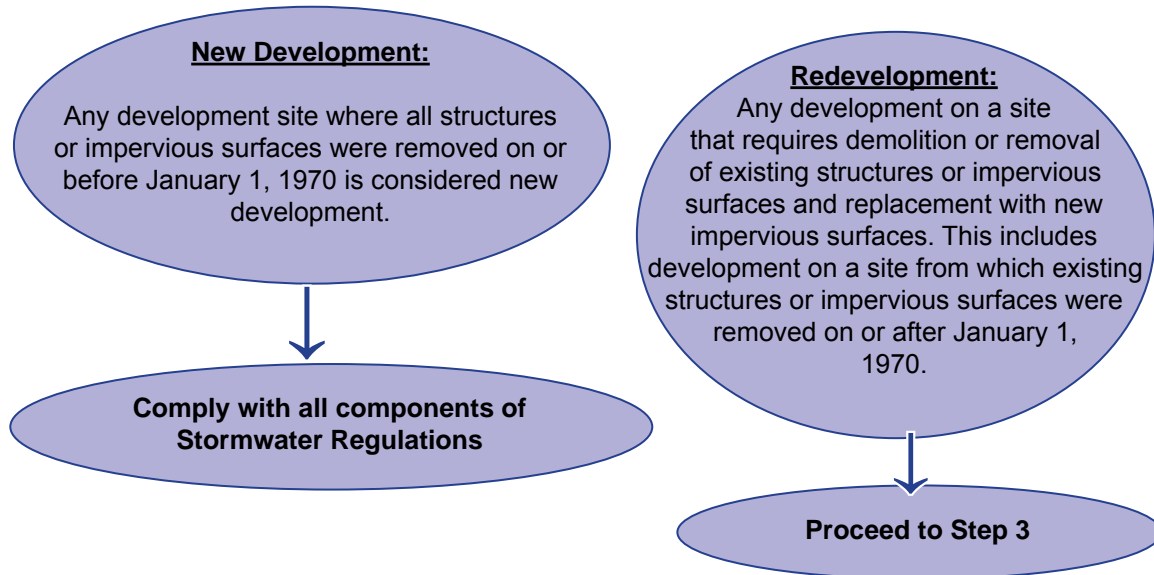 New Development:
Any development site where all structures
or impervious surfaces were removed on or
before January 1, 1970 is considered new
development.
Comply with all components of
Stormwater Regulations
Redevelopment:
Any development on a site
that requires demolition or removal
of existing structures or impervious
surfaces and replacement with new
impervious surfaces. This includes
development on a site from which existing
structures or impervious surfaces were
removed on or after January 1,
1970.
Proceed to Step 3